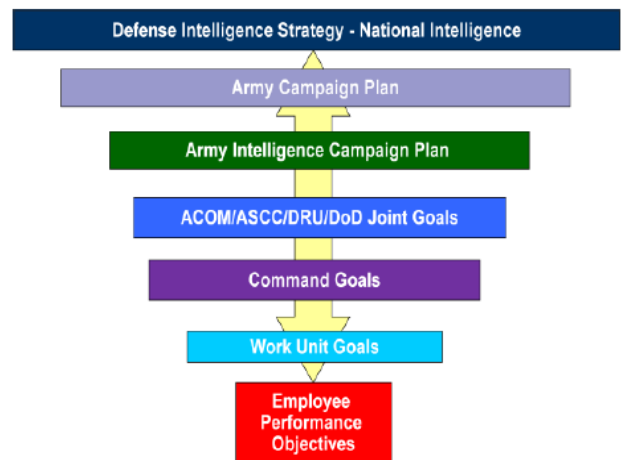 Defense Intelligence Strategy - National Intelligence
Army Campaign Plan
Army Intelligence Campaign Plan
ACOM/ASCC/DRU/DoD Joint Goals
Command Goals
Work Unit Goals
Employee
Performance
Objectives